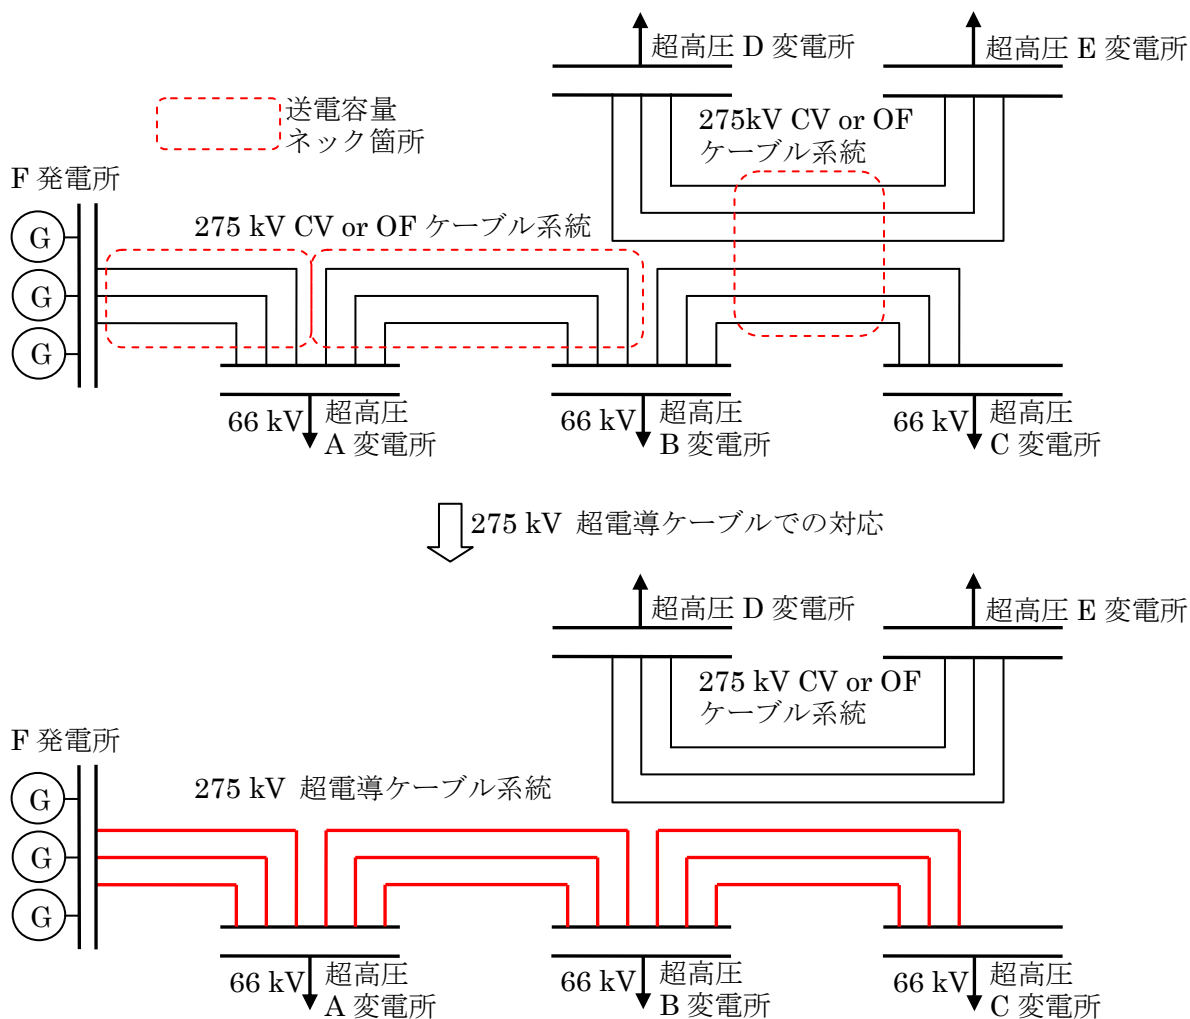 超高圧 D 変電所
超高圧 E 変電所
送電容量
ネック箇所
275kV CV or OF
ケーブル系統
F 発電所
275 kV CV or OF ケーブル系統
G
G
G
66 kV
超高圧
A 変電所
66 kV
超高圧
B 変電所
66 kV
超高圧
C 変電所
275 kV 超電導ケーブルでの対応
超高圧 D 変電所
超高圧 E 変電所
275 kV CV or OF
ケーブル系統
F 発電所
275 kV 超電導ケーブル系統
G
G
G
66 kV
超高圧
A 変電所
66 kV
超高圧
B 変電所
66 kV
超高圧
C 変電所